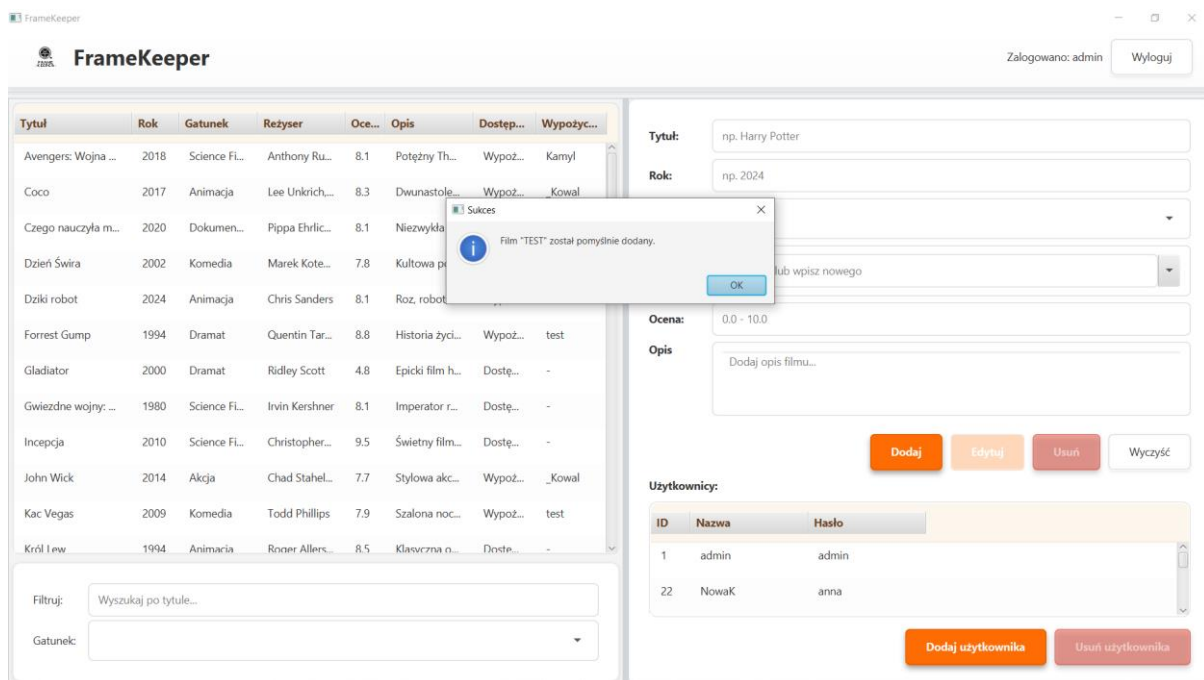 FrameKeeper
FrameKeeper
Zalogowano: admin Wyloguj
Tytuł Rok Gatunek Reżyser Oce... Opis Dostęp... Wypożyc...
Avengers: Wojna ... 2018 Science Fi... Anthony Ru... 8.1 Potężny Th... Wypoż... Kamyl
Coco 2017 Animacja Lee Unkrich,... 8.3 Dwunastole... Wypoż... _Kowal
Czego nauczyła m... 2020 Dokumen... Pippa Ehrlic... 8.1 Niezwykła
Dzień Świra 2002 Komedia Marek Kote... 7.8 Kultowa
Dziki robot 2024 Animacja Chris Sanders 8.1 Roz, robot
Forrest Gump 1994 Dramat Quentin Tar... 8.8 Historia życi... Wypoż... test
Gladiator 2000 Dramat Ridley Scott 4.8 Epicki film h... Dostę... -
Gwiezdne wojny: ... 1980 Science Fi... Irvin Kershner 8.1 Imperator r... Dostę... -
Incepcja 2010 Science Fi... Christopher... 9.5 Świetny film... Dostę... -
John Wick 2014 Akcja Chad Stahel... 7.7 Stylowa akc... Wypoż... _Kowal
Kac Vegas 2009 Komedia Todd Phillips 7.9 Szalona noc... Wypoż... test
Król Lew 1994 Animacja Roger Allers... 8.5 Klasyczna o... Dostę... -
Filtruj: Wyszukaj po tytule...
Gatunek:
Sukces
Film "TEST" został pomyślnie dodany.
OK
Tytuł: np. Harry Potter
Rok: np. 2024
lub wpisz nowego
Ocena: 0.0 - 10.0
Opis Dodaj opis filmu...
Dodaj Edytuj Usuń Wyczyść
Użytkownicy:
ID Nazwa Hasło
1 admin admin
22 NowaK anna
Dodaj użytkownika Usuń użytkownika